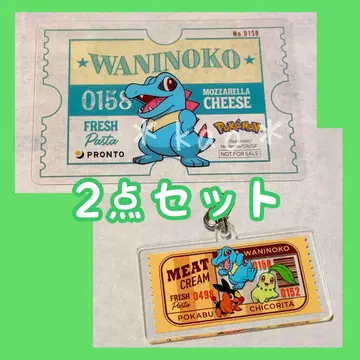 No.0158
WANINOKO
0158
MOZZARELLA
CHEESE
FRESH
Pasta
PRONTO
Pokémon
NOT FOR SALE
2点セット
MEAT
CREAM
FRESH
Pasta
0498
WANINOKO
0158
0152
POKABU
CHICORITA